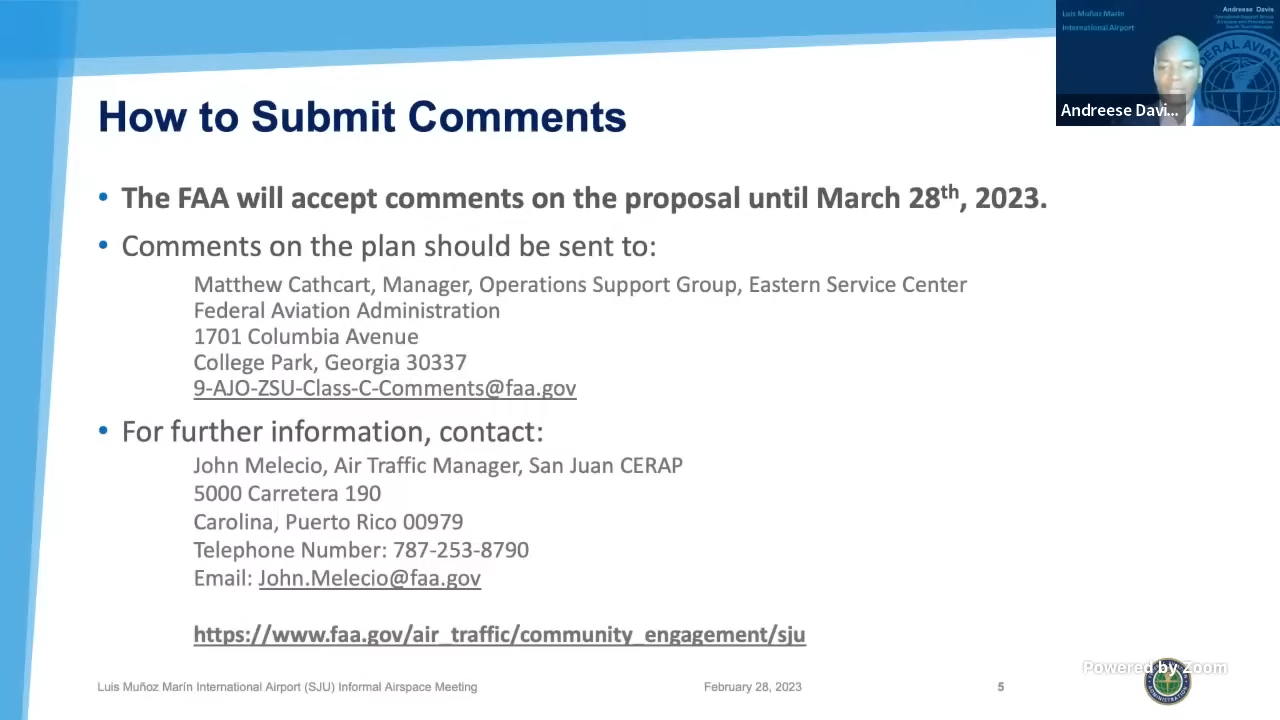 Luis Muñoz Marín
International Airport
Andreese Davis
Andreese Davi...
How to Submit Comments
• The FAA will accept comments on the proposal until March 28th, 2023.
• Comments on the plan should be sent to:
Matthew Cathcart, Manager, Operations Support Group, Eastern Service Center
Federal Aviation Administration
1701 Columbia Avenue
College Park, Georgia 30337
9-AJO-ZSU-Class-C-Comments@faa.gov
• For further information, contact:
John Melecio, Air Traffic Manager, San Juan CERAP
5000 Carretera 190
Carolina, Puerto Rico 00979
Telephone Number: 787-253-8790
Email: John.Melecio@faa.gov
https://www.faa.gov/air_traffic/community_engagement/sju
Luis Muñoz Marín International Airport (SJU) Informal Airspace Meeting
February 28, 2023
5
Powered by Zoom